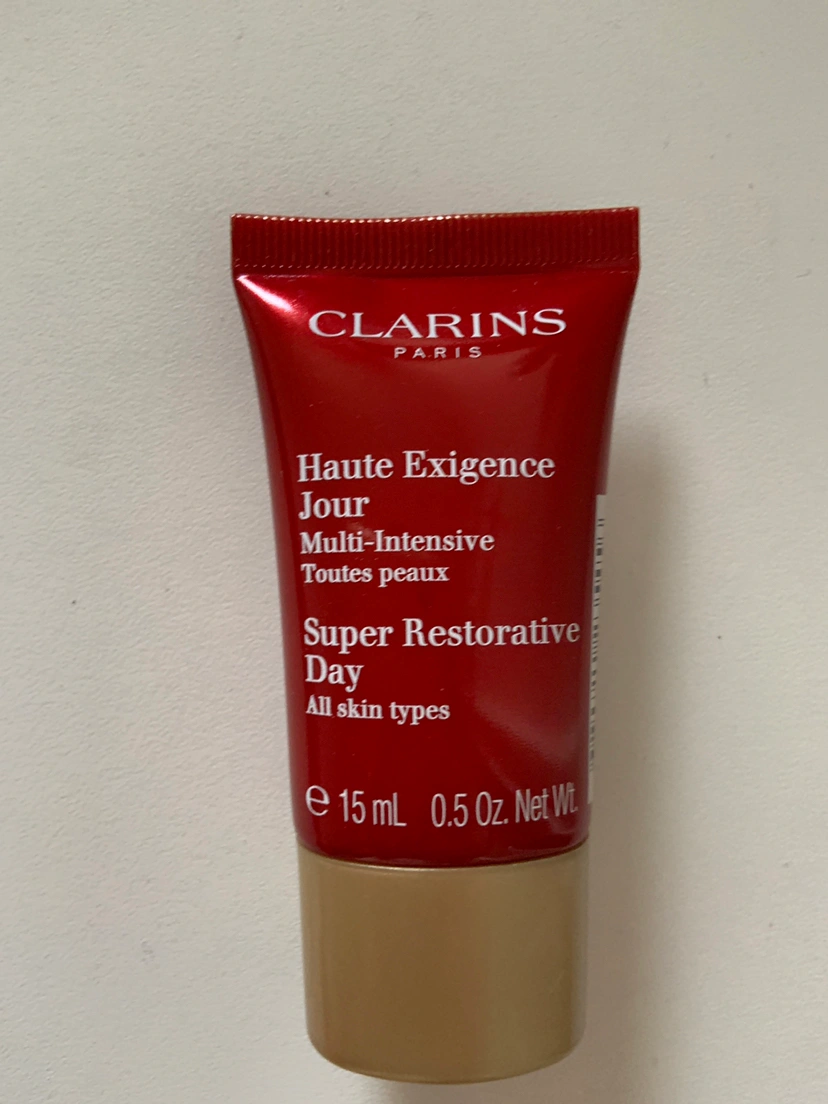 CLARINS
PARIS
Haute Exigence
Jour
Multi-Intensive
Toutes peaux
Super Restorative
Day
All skin types
℮ 15 mL 0.5 Oz. Net Wt.